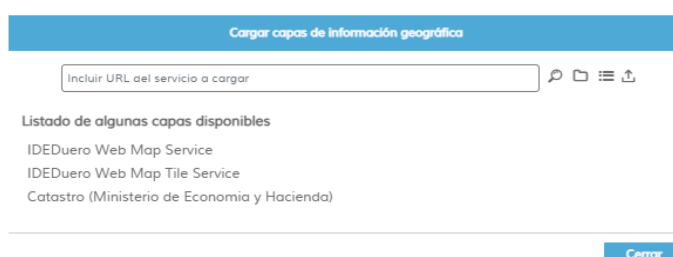 Cargar capas de información geográfica
Incluir URL del servicio a cargar
Listado de algunas capas disponibles
IDEDuero Web Map Service
IDEDuero Web Map Tile Service
Catastro (Ministerio de Economia y Hacienda)
Cerrar